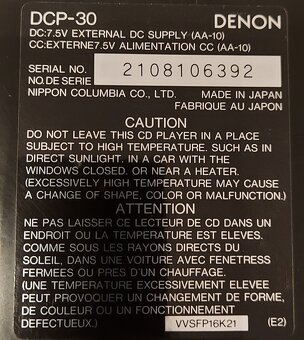 DCP-30 DENON
DC:7.5V EXTERNAL DC SUPPLY (AA-10)
CC:EXTERNE7.5V ALIMENTATION CC (AA-10)
SERIAL NO. 2108106392
NO.DE SERIE
NIPPON COLUMBIA CO., LTD. MADE IN JAPAN
FABRIQUE AU JAPON
CAUTION
DO NOT LEAVE THIS CD PLAYER IN A PLACE
SUBJECT TO HIGH TEMPERATURE. SUCH AS IN
DIRECT SUNLIGHT. IN A CAR WITH THE
WINDOWS CLOSED. OR NEAR A HEATER.
(EXCESSIVELY HIGH TEMPERATURE MAY CAUSE
A CHANGE OF SHAPE, COLOR OR MALFUNCTION.)
ATTENTION
NE PAS LAISSER CE LECTEUR DE CD DANS UN
ENDROIT OU LA TEMPERATURE EST ELEVES.
COMME SOUS LES RAYONS DIRECTS DU
SOLEIL, DANS UNE VOITURE AVEC FENETRESS
FERMEES OU PRES D'UN CHAUFFAGE.
(UNE TEMPERATURE EXCESSIVEMENT ELEVEE
PEUT PROVOQUER UN CHANGEMENT DE FORME,
DE COULEUR OU UN FONCTIONNEMENT
DEFECTUEUX.) VVSFP16K21 (E2)